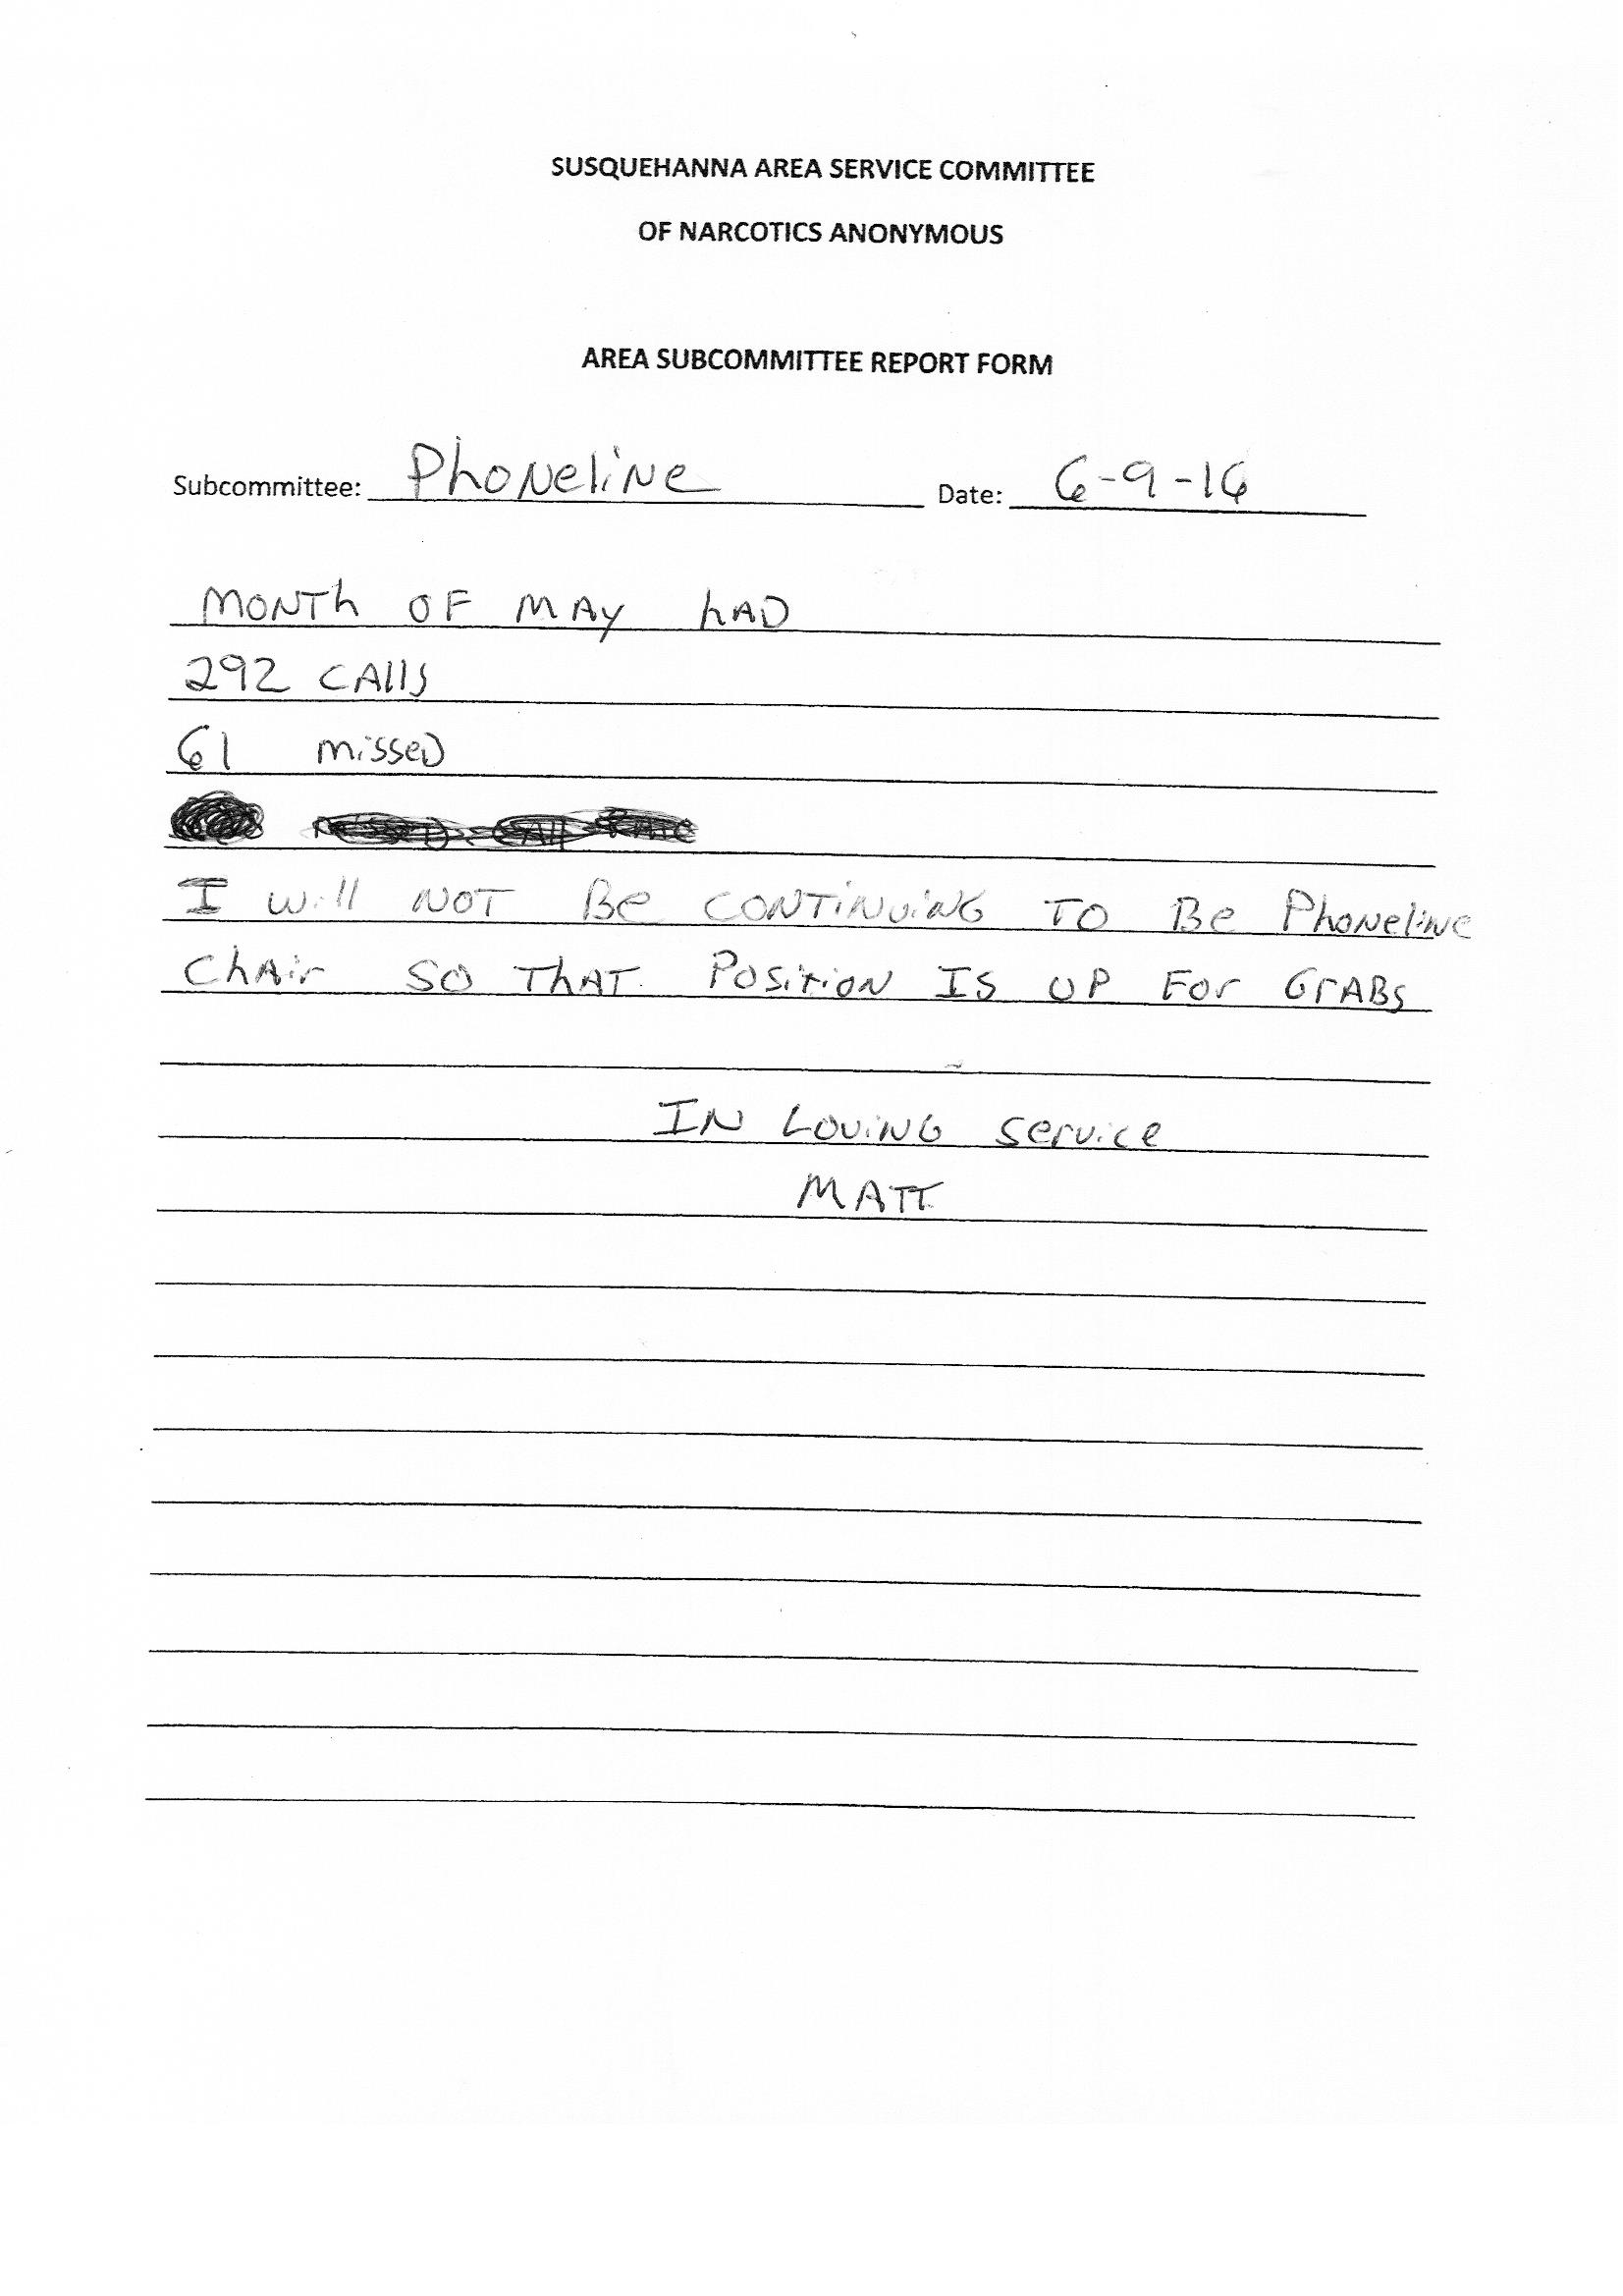 SUSQUEHANNA AREA SERVICE COMMITTEE
OF NARCOTICS ANONYMOUS
AREA SUBCOMMITTEE REPORT FORM
Subcommittee: Phoneline Date: 6-9-16
MONTh OF MAY hAD
292 CAllS
61 missed
I will NOT Be CONTiNuiNG TO Be PhoNeliNe
ChAir SO ThAT POSiTiON IS UP FOr GrABS
IN LOViNG Service
MATT